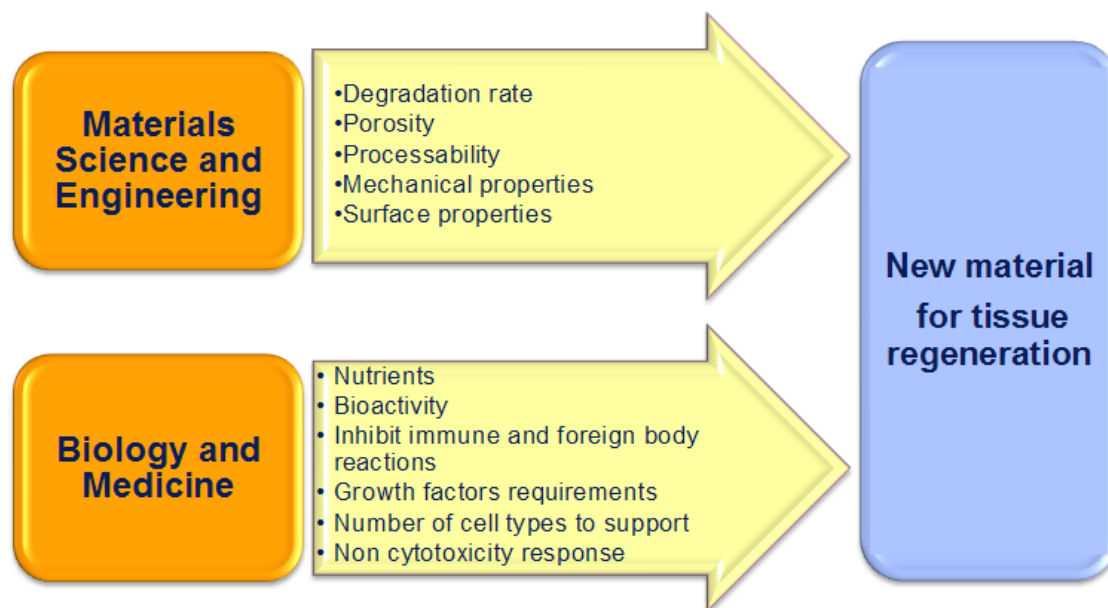 Materials
Science and
Engineering
•Degradation rate
•Porosity
•Processability
•Mechanical properties
•Surface properties
Biology and
Medicine
• Nutrients
• Bioactivity
• Inhibit immune and foreign body
reactions
• Growth factors requirements
• Number of cell types to support
• Non cytotoxicity response
New material
for tissue
regeneration